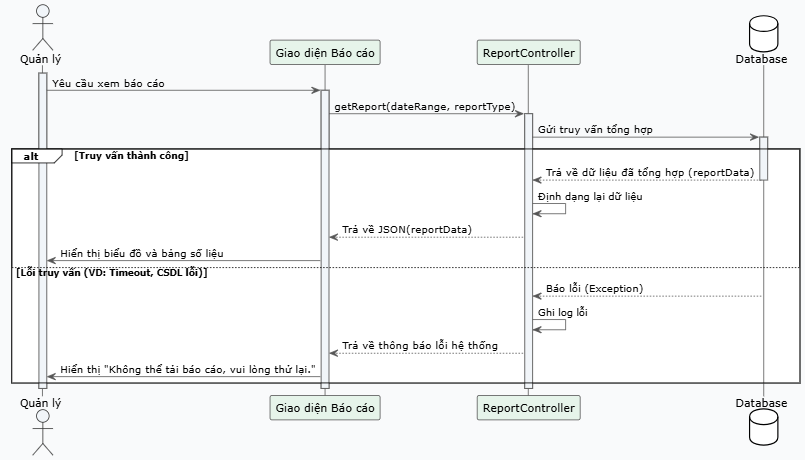 Quản lý
Giao diện Báo cáo
ReportController
Database
Yêu cầu xem báo cáo
getReport(dateRange, reportType)
Gửi truy vấn tổng hợp
alt
[Truy vấn thành công]
Trả về dữ liệu đã tổng hợp (reportData)
Định dạng lại dữ liệu
Trả về JSON(reportData)
Hiển thị biểu đồ và bảng số liệu
[Lỗi truy vấn (VD: Timeout, CSDL lỗi)]
Báo lỗi (Exception)
Ghi log lỗi
Trả về thông báo lỗi hệ thống
Hiển thị "Không thể tải báo cáo, vui lòng thử lại."
Quản lý
Giao diện Báo cáo
ReportController
Database